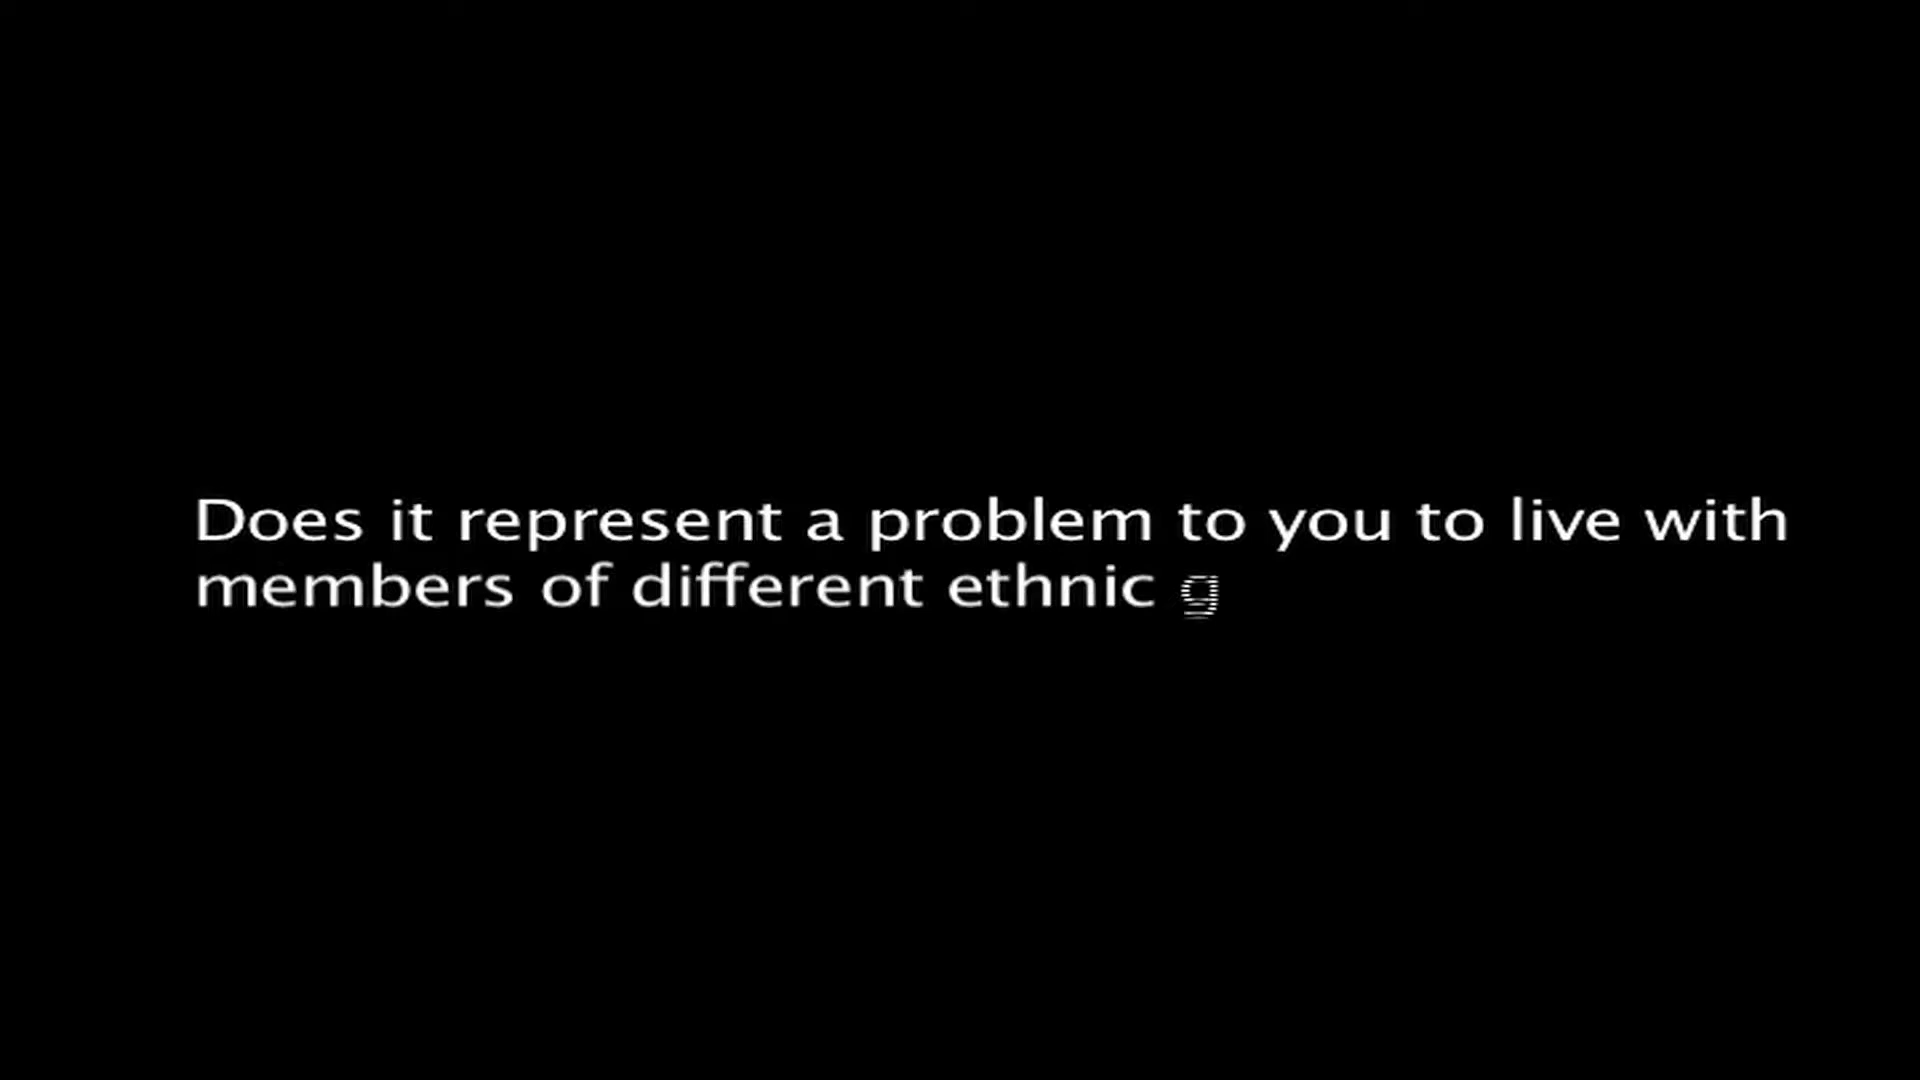 Does it represent a problem to you to live with
members of different ethnic g